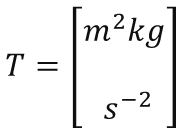 T = [m²kg
s⁻²]